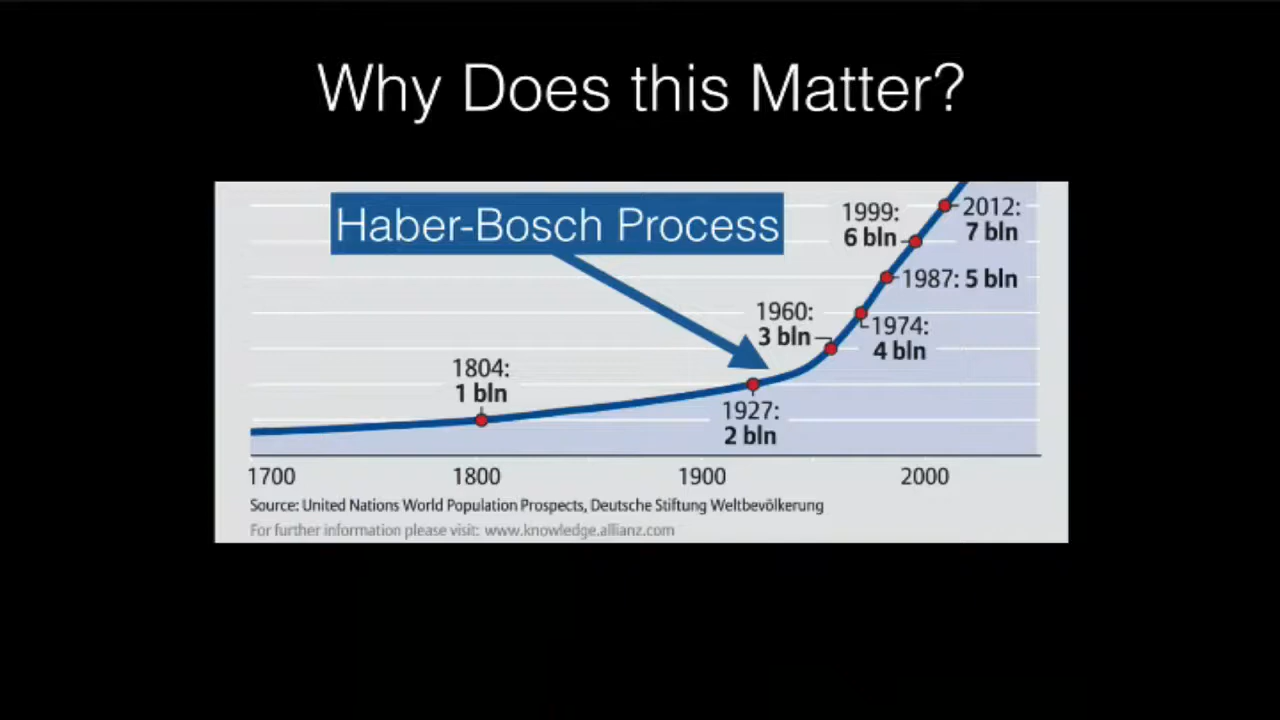 Why Does this Matter?
Haber-Bosch Process
1999:
6 bln
2012:
7 bln
1987: 5 bln
1960:
3 bln
1974:
4 bln
1804:
1 bln
1927:
2 bln
1700 1800 1900 2000
Source: United Nations World Population Prospects, Deutsche Stiftung Weltbevölkerung
For further information please visit: www.knowledge.allianz.com